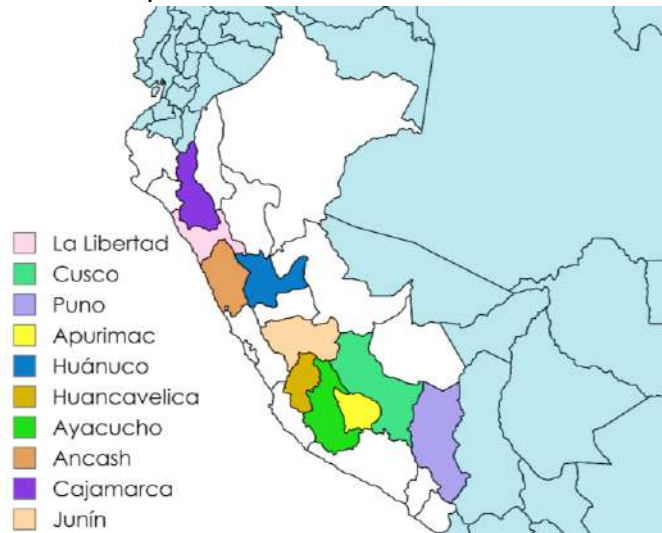 La Libertad
Cusco
Puno
Apurimac
Huánuco
Huancavelica
Ayacucho
Ancash
Cajamarca
Junín